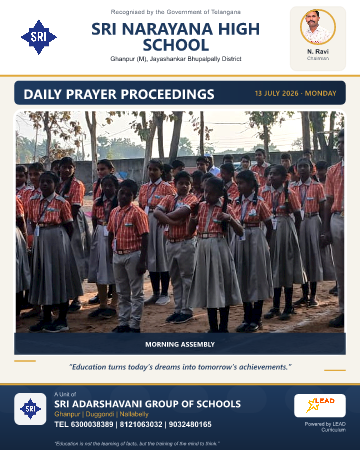 Recognised by the Government of Telangana
SRI
SRI NARAYANA HIGH
SCHOOL
Ghanpur (M), Jayashankar Bhupalpally District
N. Ravi
Chairman
DAILY PRAYER PROCEEDINGS
13 JULY 2026 · MONDAY
MORNING ASSEMBLY
"Education turns today's dreams into tomorrow's achievements."
SRI
A Unit of
SRI ADARSHAVANI GROUP OF SCHOOLS
Ghanpur | Duggondi | Nallabelly
TEL 6300038389 | 8121063032 | 9032480165
LEAD
Powered by LEAD
Curriculum
"Education is not the learning of facts, but the training of the mind to think."